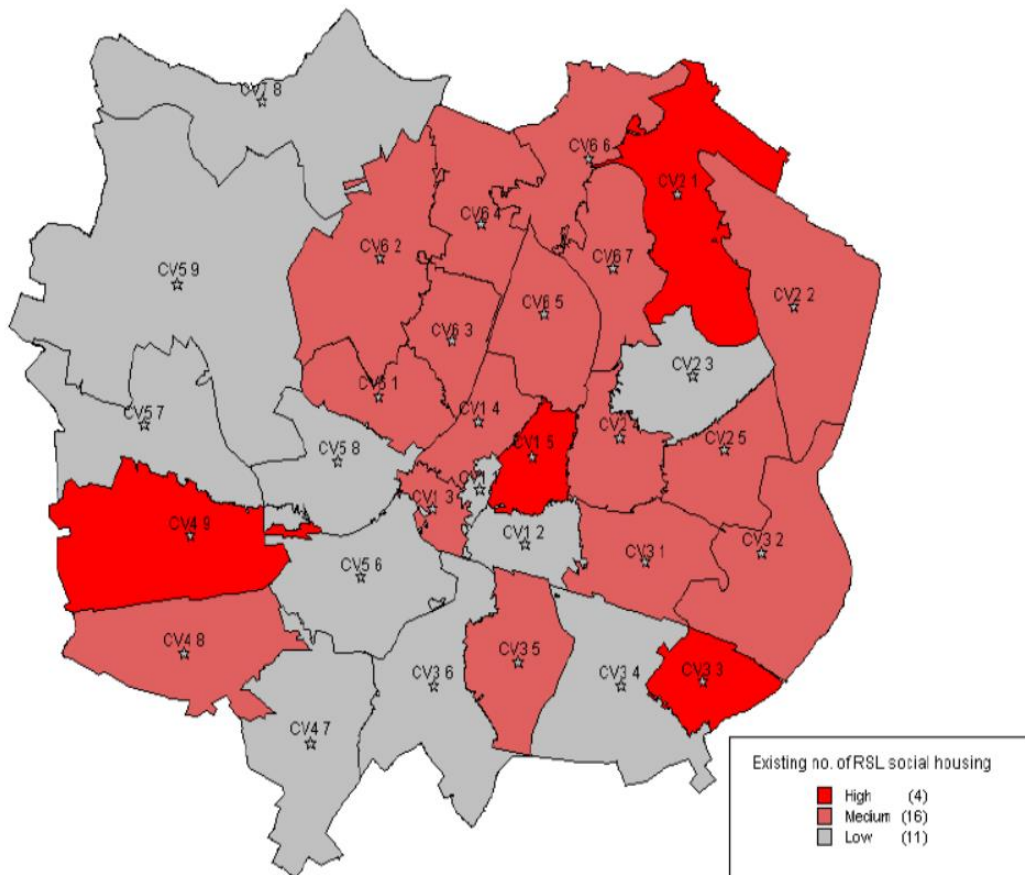 CV7 8
CV6 6
CV2 1
CV6 4
CV6 2
CV6 7
CV5 9
CV2 2
CV6 5
CV6 3
CV2 3
CV5 1
CV5 7
CV1 4
CV2 4
CV2 5
CV5 8
CV1 5
CV1 1
CV1 3
CV4 9
CV1 2
CV3 2
CV3 1
CV5 6
CV4 8
CV3 5
CV3 3
CV3 6
CV3 4
CV4 7
Existing no. of RSL social housing
High (4)
Medium (16)
Low (11)